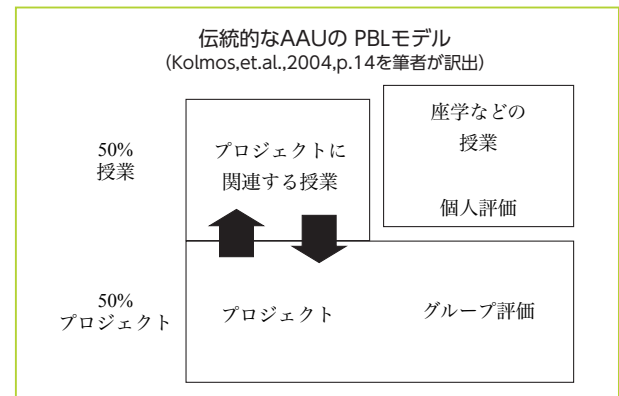 伝統的なAAUの PBLモデル
(Kolmos,et.al.,2004,p.14を筆者が訳出)
50%
授業
プロジェクトに
関連する授業
座学などの
授業
個人評価
50%
プロジェクト
プロジェクト
グループ評価